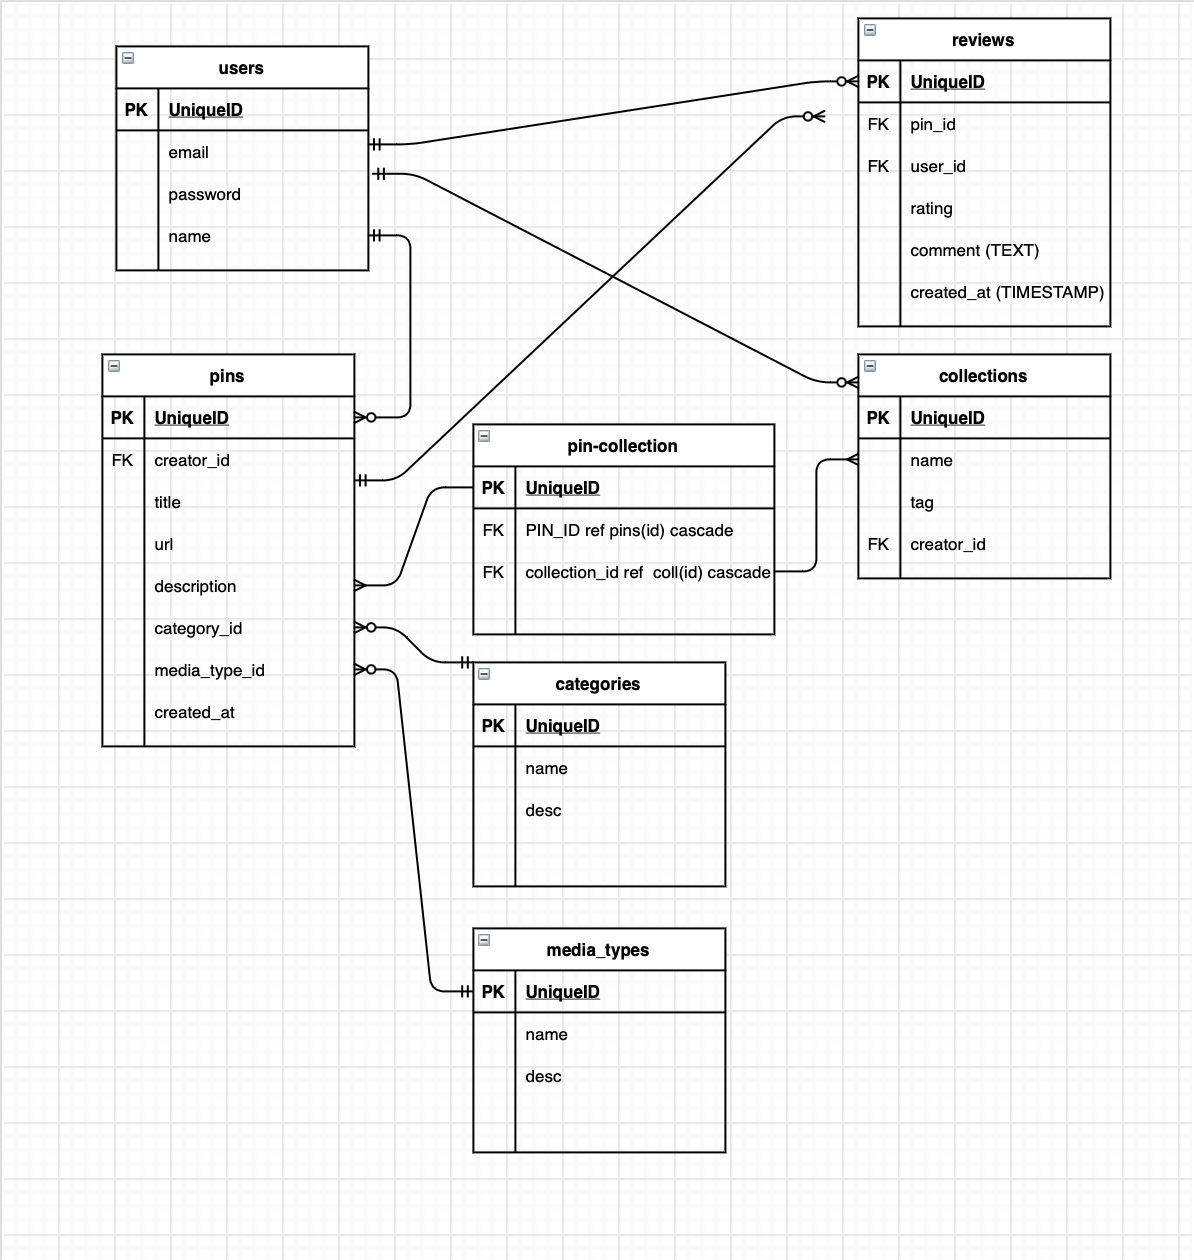 users
PK UniqueID
email
password
name
reviews
PK UniqueID
FK pin_id
FK user_id
rating
comment (TEXT)
created_at (TIMESTAMP)
pins
PK UniqueID
FK creator_id
title
url
description
category_id
media_type_id
created_at
pin-collection
PK UniqueID
FK PIN_ID ref pins(id) cascade
FK collection_id ref  coll(id) cascade
collections
PK UniqueID
name
tag
FK creator_id
categories
PK UniqueID
name
desc
media_types
PK UniqueID
name
desc